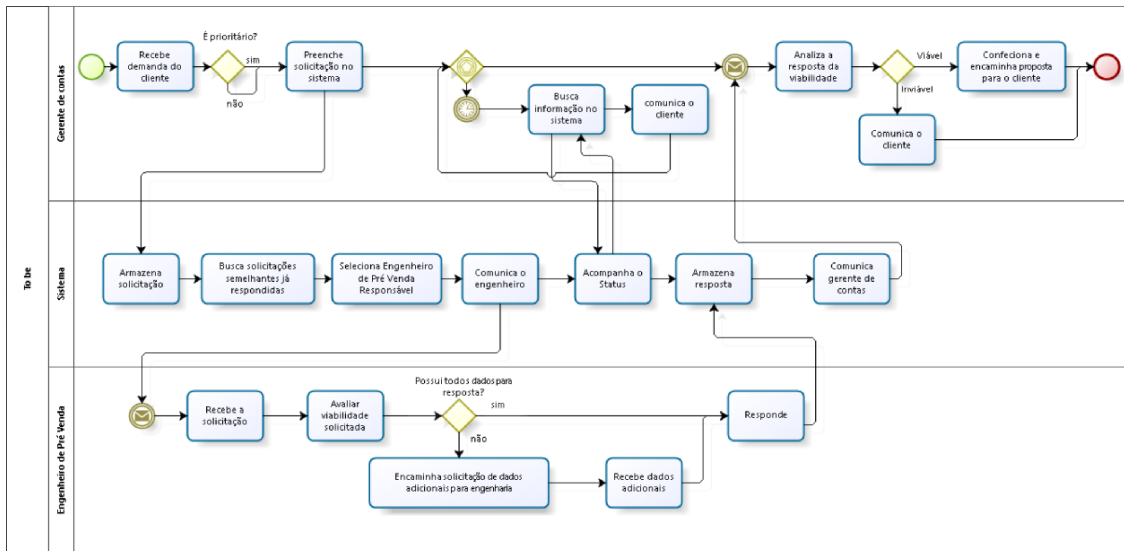 To be
Gerente de contas
É prioritário?
sim
não
Recebe
demanda do
cliente
Preenche
solicitação no
sistema
Busca
informação no
sistema
comunica o
cliente
Analiza a
resposta da
viabilidade
Viável
Inviável
Confeciona e
encaminha proposta
para o cliente
Comunica o
cliente
Sistema
Armazena
solicitação
Busca solicitações
semelhantes já
respondidas
Seleciona Engenheiro
de Pré Venda
Responsável
Comunica o
engenheiro
Acompanha o
Status
Armazena
resposta
Comunica
gerente de
contas
Engenheiro de Pré Venda
Recebe a
solicitação
Avaliar
viabilidade
solicitada
Possui todos dados para
resposta?
sim
não
Encaminha solicitação de dados
adicionais para engenharia
Recebe dados
adicionais
Responde